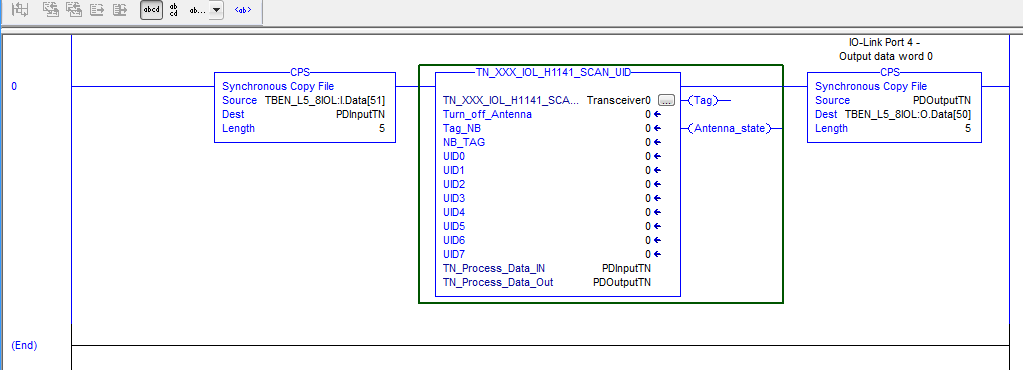 abcd
ab
cd
ab...
<ab>
IO-Link Port 4 -
Output data word 0
0
CPS
Synchronous Copy File
Source TBEN_L5_8IOL:I.Data[51]
Dest PDInputTN
Length 5
TN_XXX_IOL_H1141_SCAN_UID
TN_XXX_IOL_H1141_SCA... Transceiver0 ...
Turn_off_Antenna 0
Tag_NB 0
NB_TAG 0
UID0 0
UID1 0
UID2 0
UID3 0
UID4 0
UID5 0
UID6 0
UID7 0
TN_Process_Data_IN PDInputTN
TN_Process_Data_Out PDOutputTN
Tag
Antenna_state
CPS
Synchronous Copy File
Source PDOutputTN
Dest TBEN_L5_8IOL:O.Data[50]
Length 5
(End)